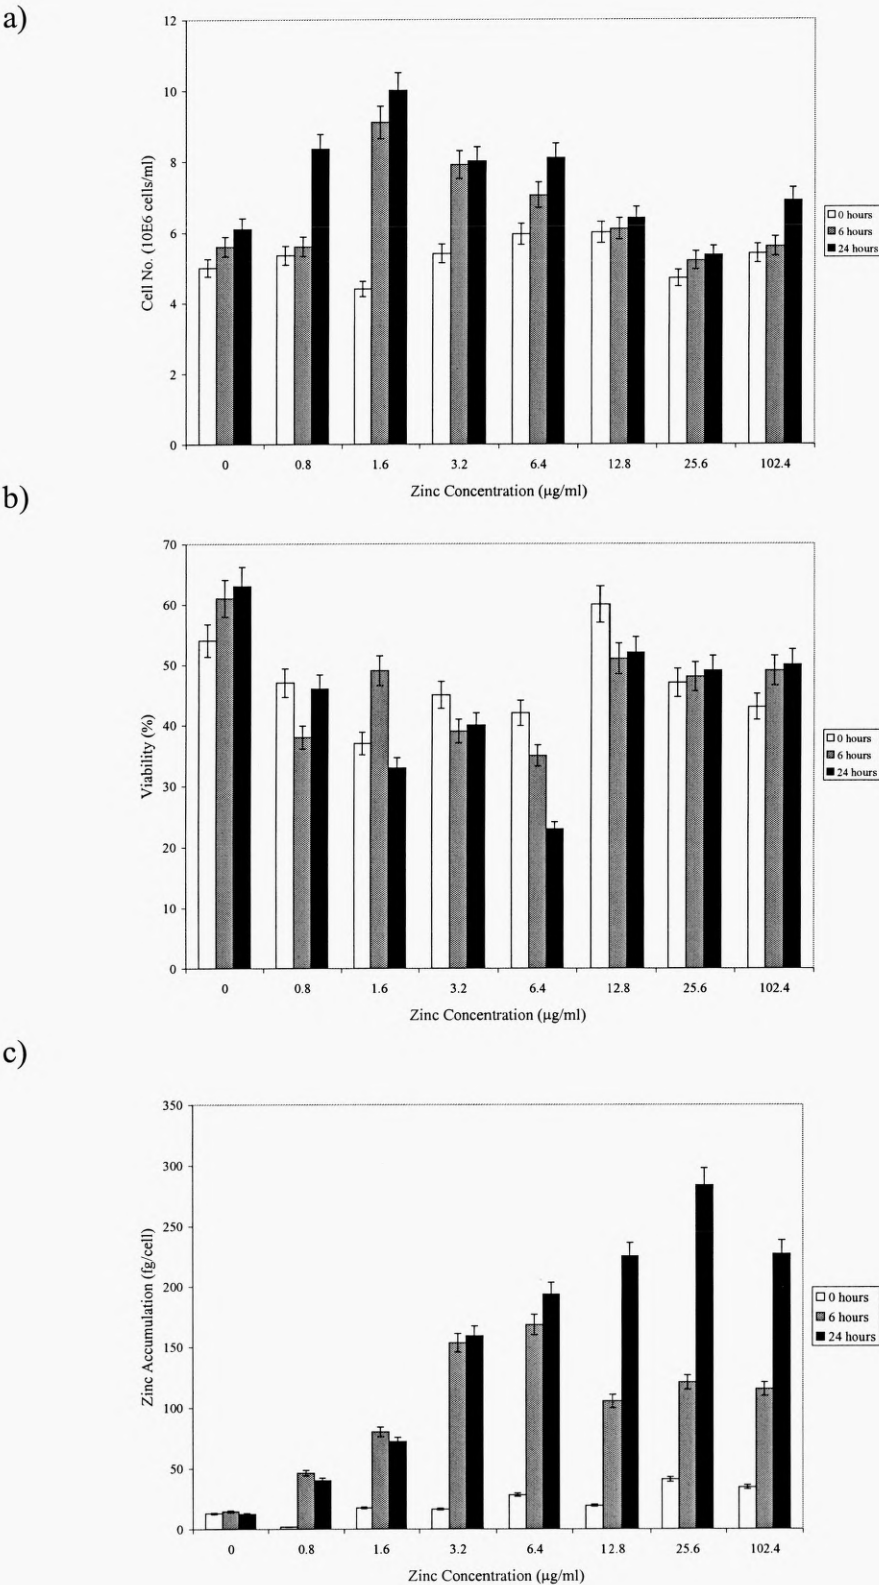 a)
12
10
8
6
4
2
0
Cell No. (10E6 cells/ml)
0 0.8 1.6 3.2 6.4 12.8 25.6 102.4
Zinc Concentration (µg/ml)
0 hours
6 hours
24 hours
b)
70
60
50
40
30
20
10
0
Viability (%)
0 0.8 1.6 3.2 6.4 12.8 25.6 102.4
Zinc Concentration (µg/ml)
0 hours
6 hours
24 hours
c)
350
300
250
200
150
100
50
0
Zinc Accumulation (fg/cell)
0 0.8 1.6 3.2 6.4 12.8 25.6 102.4
Zinc Concentration (µg/ml)
0 hours
6 hours
24 hours